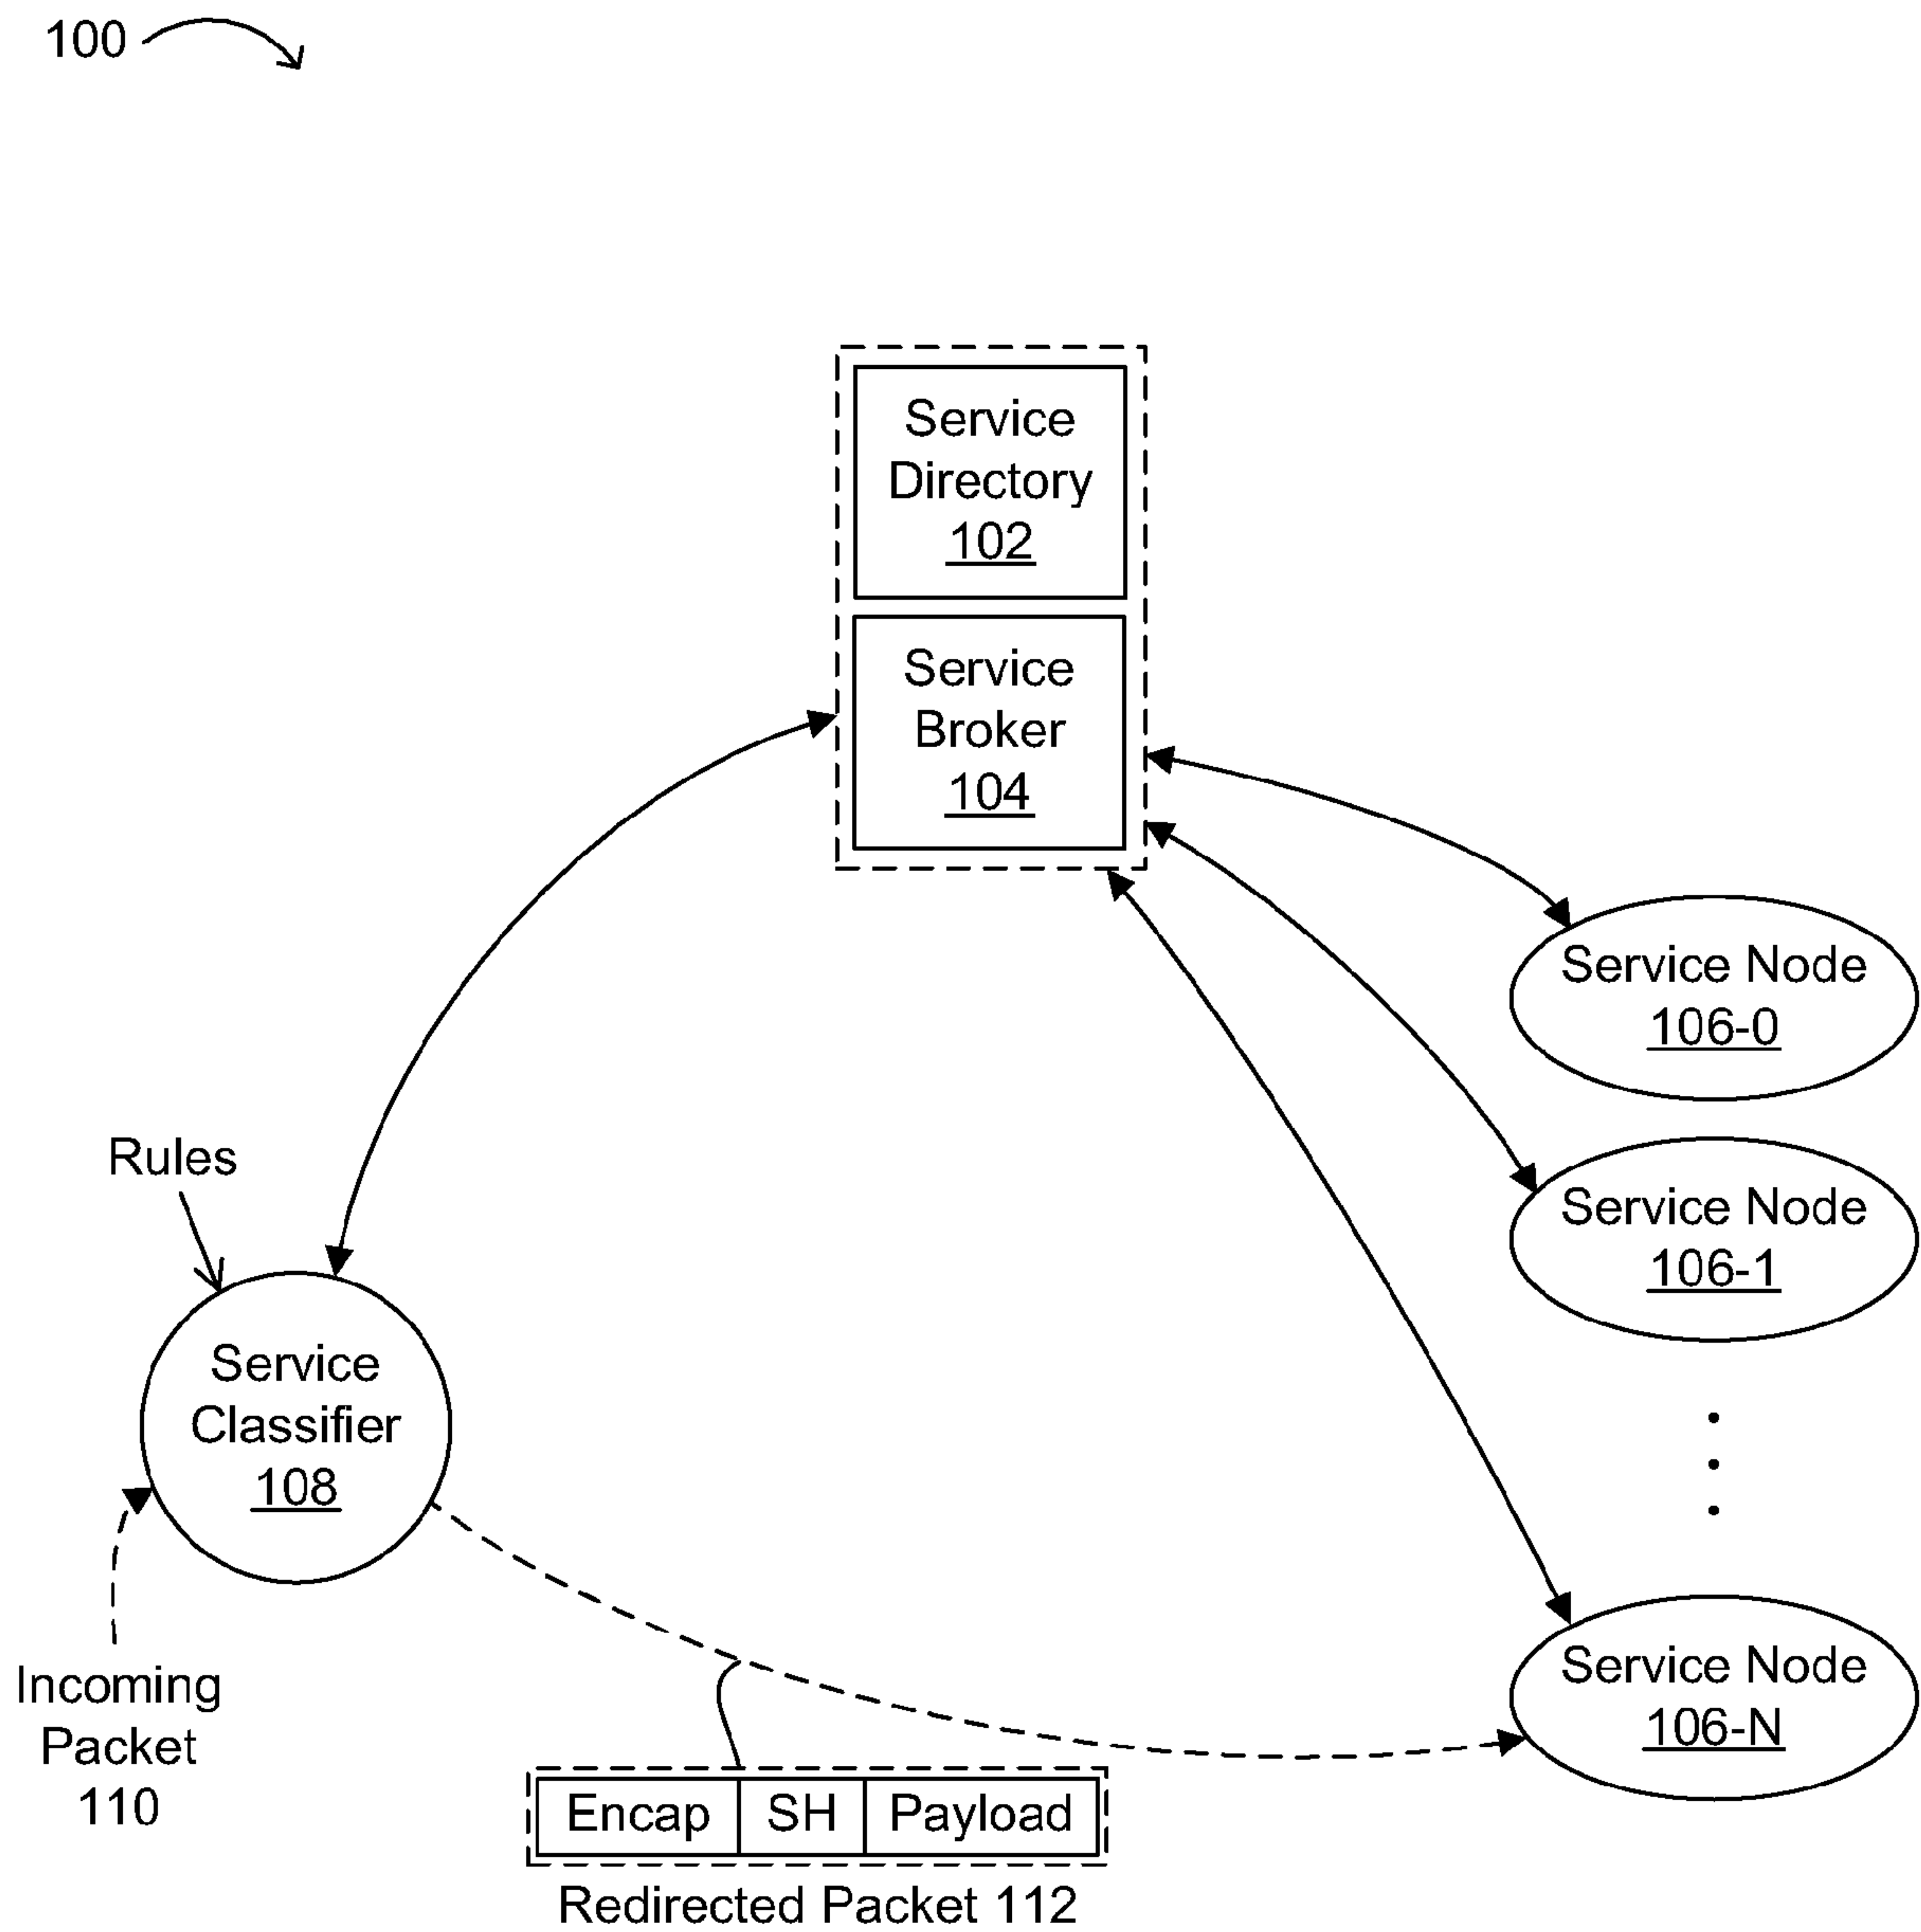 100
Service
Directory
102
Service
Broker
104
Service Node
106-0
Rules
Service Node
106-1
Service
Classifier
108
Service Node
106-N
Incoming
Packet
110
Encap SH Payload
Redirected Packet 112